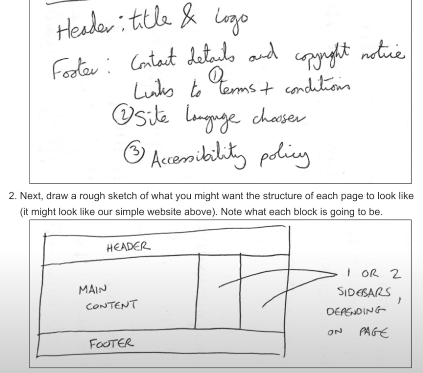 Header: title & Logo
Footer: Contact details and copyright notice
Links to ① Terms + conditions
② Site Language chooser
③ Accessibility policy
2. Next, draw a rough sketch of what you might want the structure of each page to look like
(it might look like our simple website above). Note what each block is going to be.
HEADER
MAIN
CONTENT
FOOTER
1 OR 2
SIDEBARS,
DEPENDING
ON PAGE